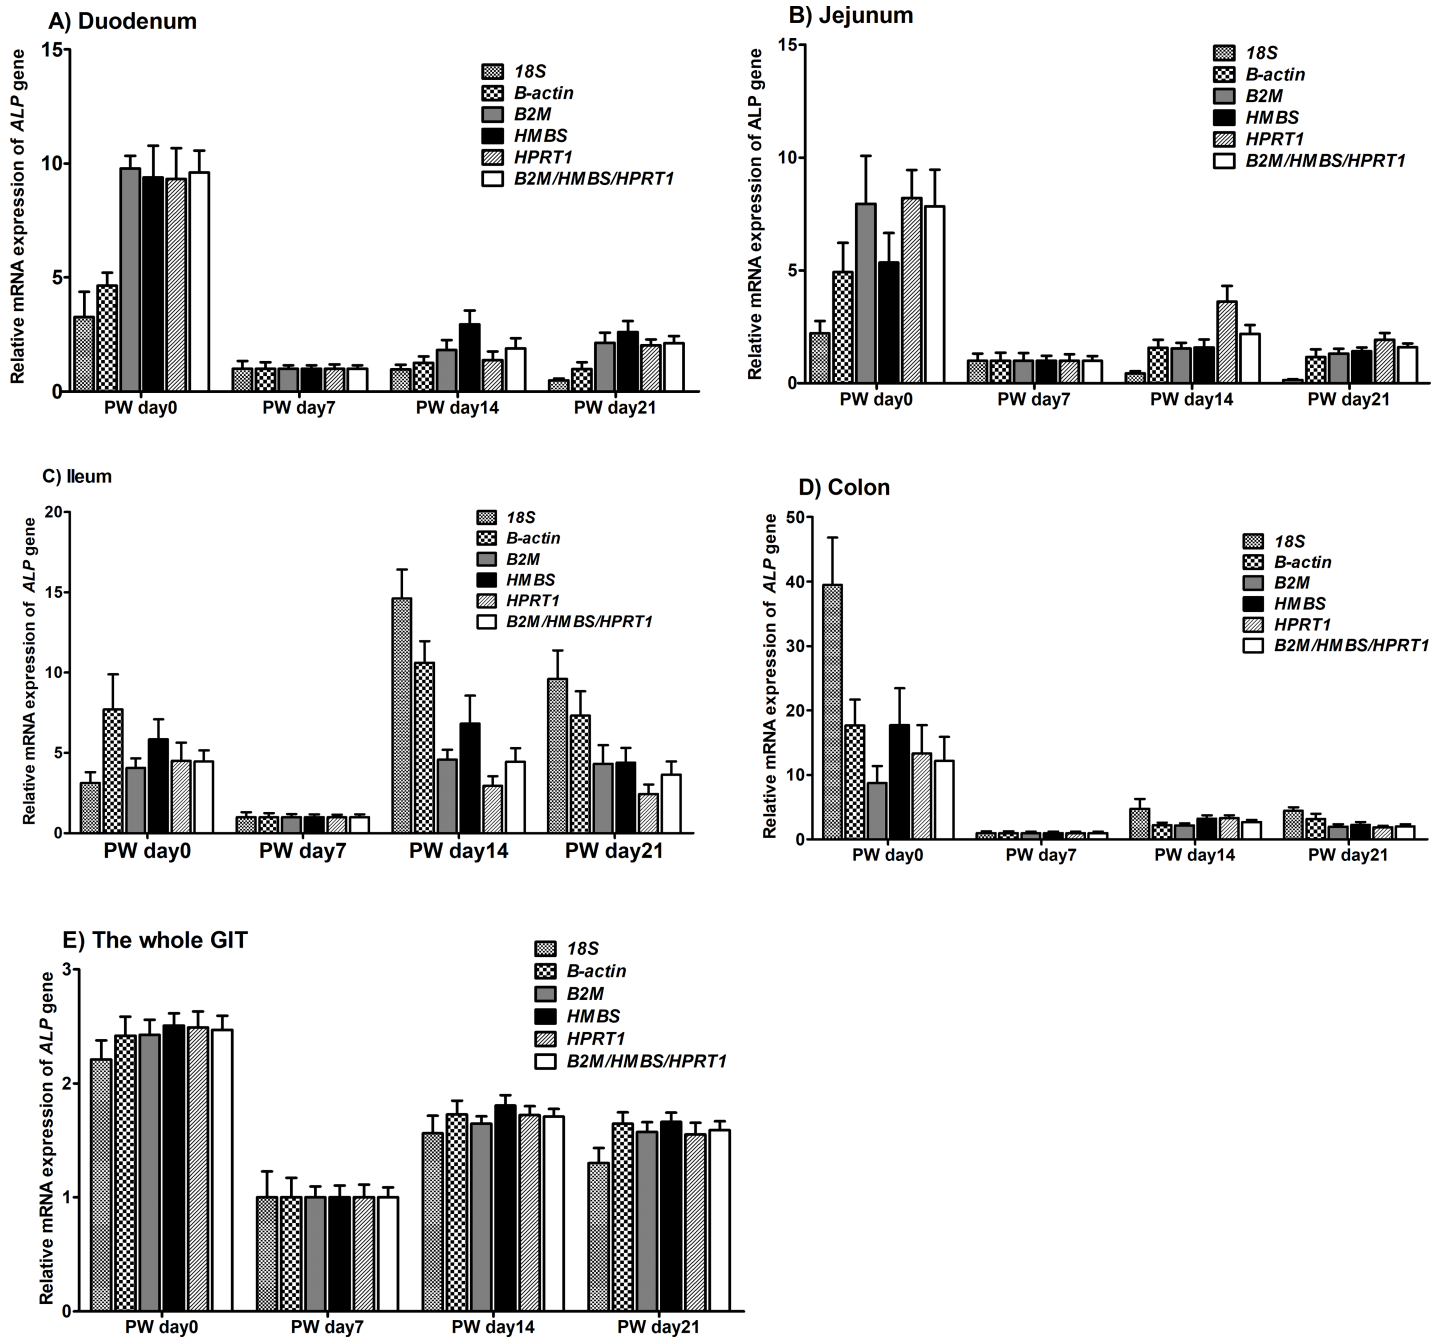 A) Duodenum
Relative mRNA expression of ALP gene
15
10
5
0
18S
B-actin
B2M
HMBS
HPRT1
B2M/HMBS/HPRT1
PW day0 PW day7 PW day14 PW day21
B) Jejunum
Relative mRNA expression of ALP gene
15
10
5
0
18S
B-actin
B2M
HMBS
HPRT1
B2M/HMBS/HPRT1
PW day0 PW day7 PW day14 PW day21
C) Ileum
Relative mRNA expression of ALP gene
20
15
10
5
0
18S
B-actin
B2M
HMBS
HPRT1
B2M/HMBS/HPRT1
PW day0 PW day7 PW day14 PW day21
D) Colon
Relative mRNA expression of ALP gene
50
40
30
20
10
0
18S
B-actin
B2M
HMBS
HPRT1
B2M/HMBS/HPRT1
PW day0 PW day7 PW day14 PW day21
E) The whole GIT
Relative mRNA expression of ALP gene
3
2
1
0
18S
B-actin
B2M
HMBS
HPRT1
B2M/HMBS/HPRT1
PW day0 PW day7 PW day14 PW day21